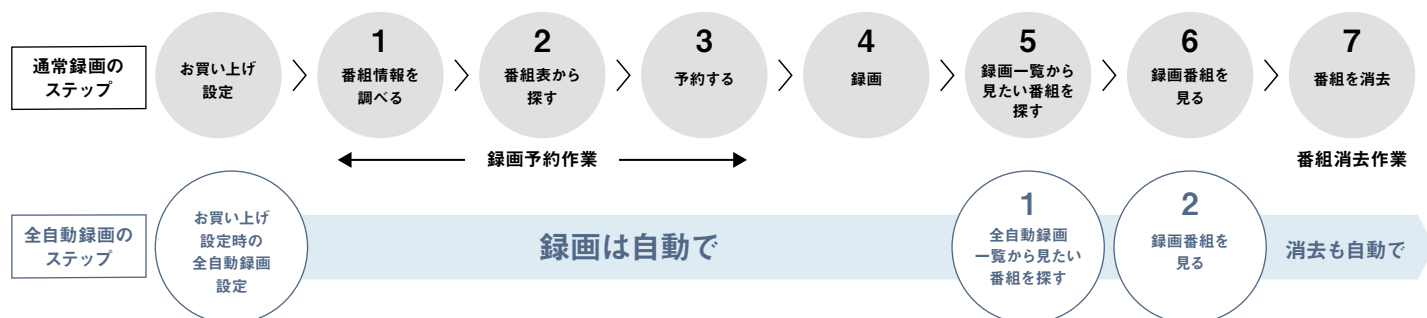 通常録画の
ステップ
お買い上げ
設定
1
番組情報を
調べる
2
番組表から
探す
3
予約する
4
録画
5
録画一覧から
見たい番組を
探す
6
録画番組を
見る
7
番組を消去
録画予約作業
番組消去作業
全自動録画の
ステップ
お買い上げ
設定時の
全自動録画
設定
録画は自動で
1
全自動録画
一覧から見たい
番組を探す
2
録画番組を
見る
消去も自動で